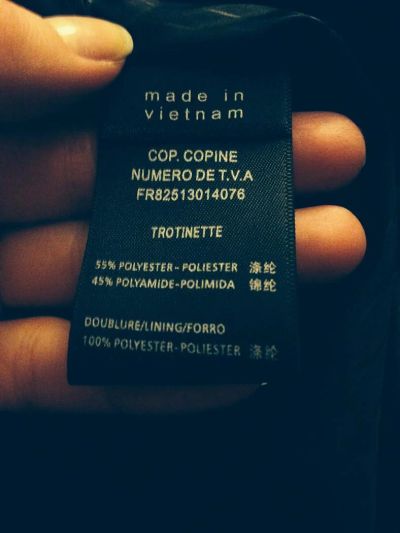 made in
vietnam
COP. COPINE
NUMERO DE T.V.A
FR82513014076
TROTINETTE
55% POLYESTER-POLIESTER 涤纶
45% POLYAMIDE-POLIMIDA 锦纶
DOUBLURE/LINING/FORRO
100% POLYESTER-POLIESTER 涤纶